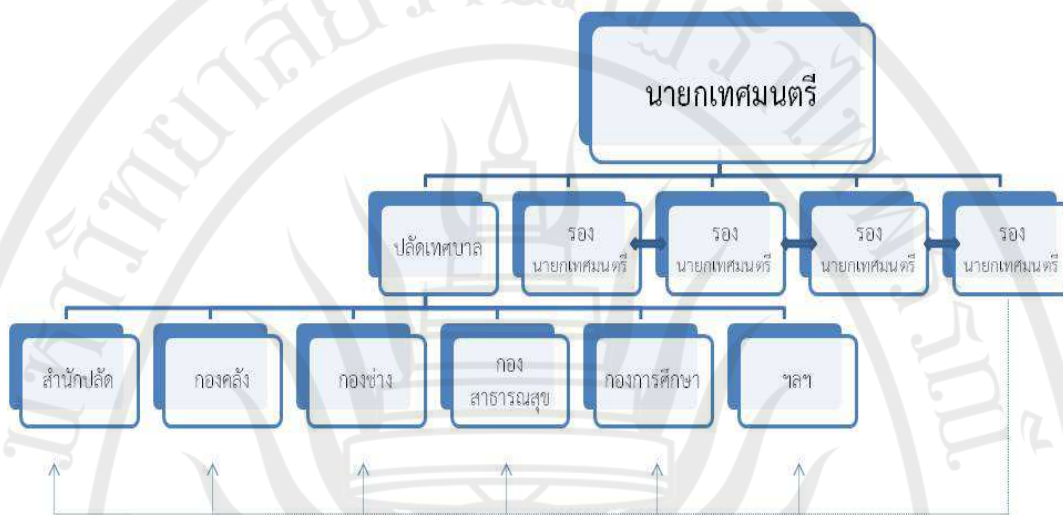 นายกเทศมนตรี
ปลัดเทศบาล
รอง
นายกเทศมนตรี
รอง
นายกเทศมนตรี
รอง
นายกเทศมนตรี
รอง
นายกเทศมนตรี
สำนักปลัด
กองคลัง
กองช่าง
กอง
สาธารณสุข
กองการศึกษา
ฯลฯ